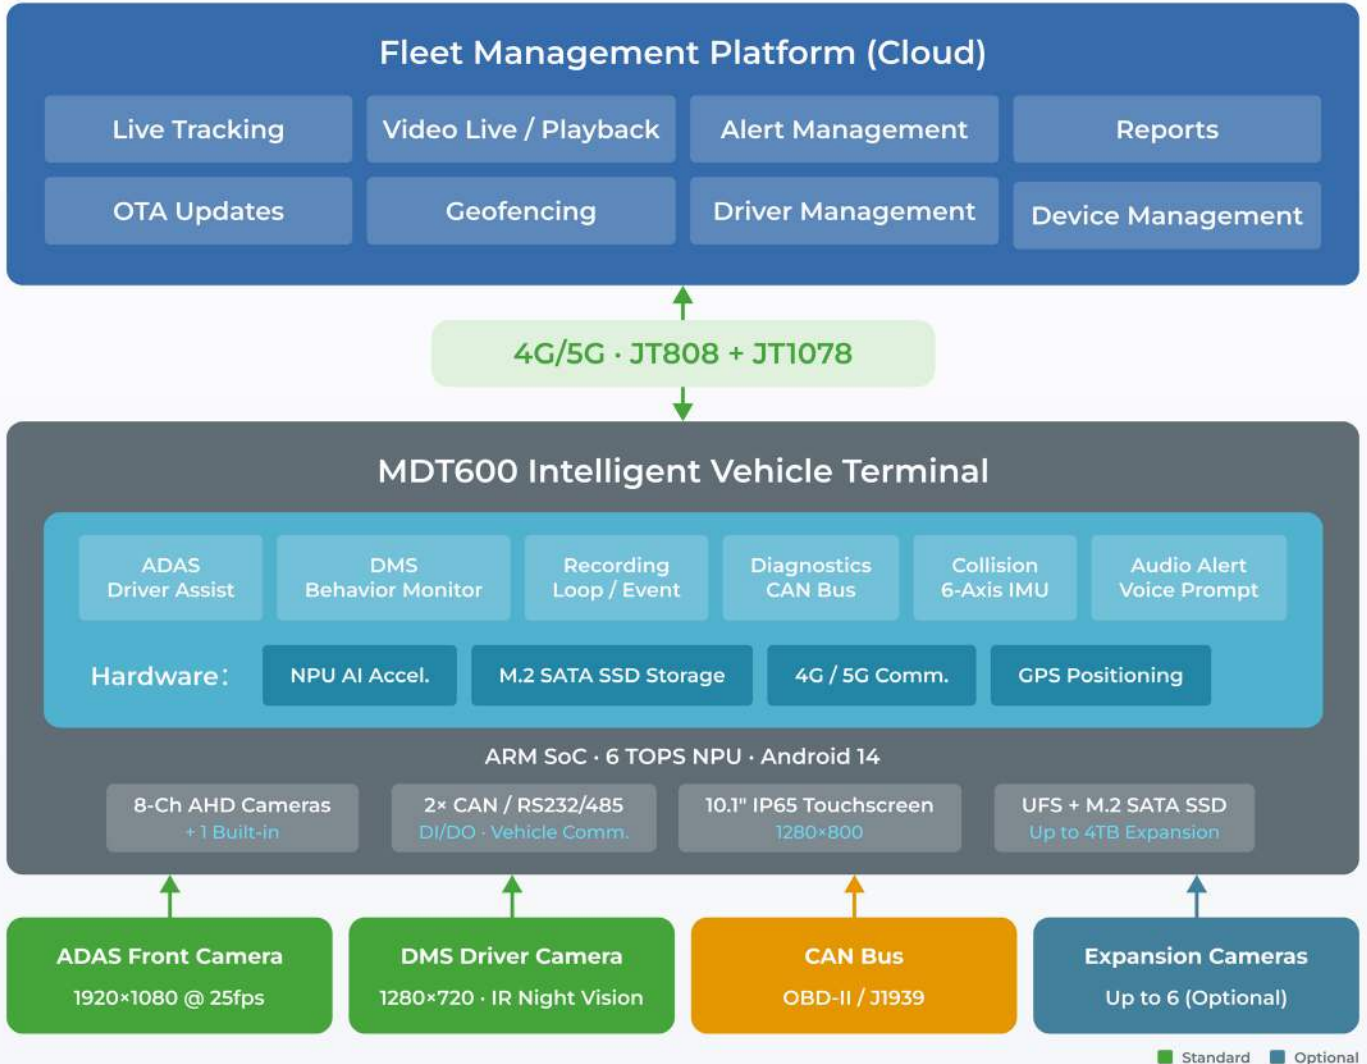 Fleet Management Platform (Cloud)
Live Tracking
Video Live / Playback
Alert Management
Reports
OTA Updates
Geofencing
Driver Management
Device Management
4G/5G · JT808 + JT1078
MDT600 Intelligent Vehicle Terminal
ADAS
Driver Assist
DMS
Behavior Monitor
Recording
Loop / Event
Diagnostics
CAN Bus
Collision
6-Axis IMU
Audio Alert
Voice Prompt
Hardware：
NPU AI Accel.
M.2 SATA SSD Storage
4G / 5G Comm.
GPS Positioning
ARM SoC · 6 TOPS NPU · Android 14
8-Ch AHD Cameras
+ 1 Built-in
2× CAN / RS232/485
DI/DO · Vehicle Comm.
10.1" IP65 Touchscreen
1280×800
UFS + M.2 SATA SSD
Up to 4TB Expansion
ADAS Front Camera
1920×1080 @ 25fps
DMS Driver Camera
1280×720 · IR Night Vision
CAN Bus
OBD-II / J1939
Expansion Cameras
Up to 6 (Optional)
Standard
Optional